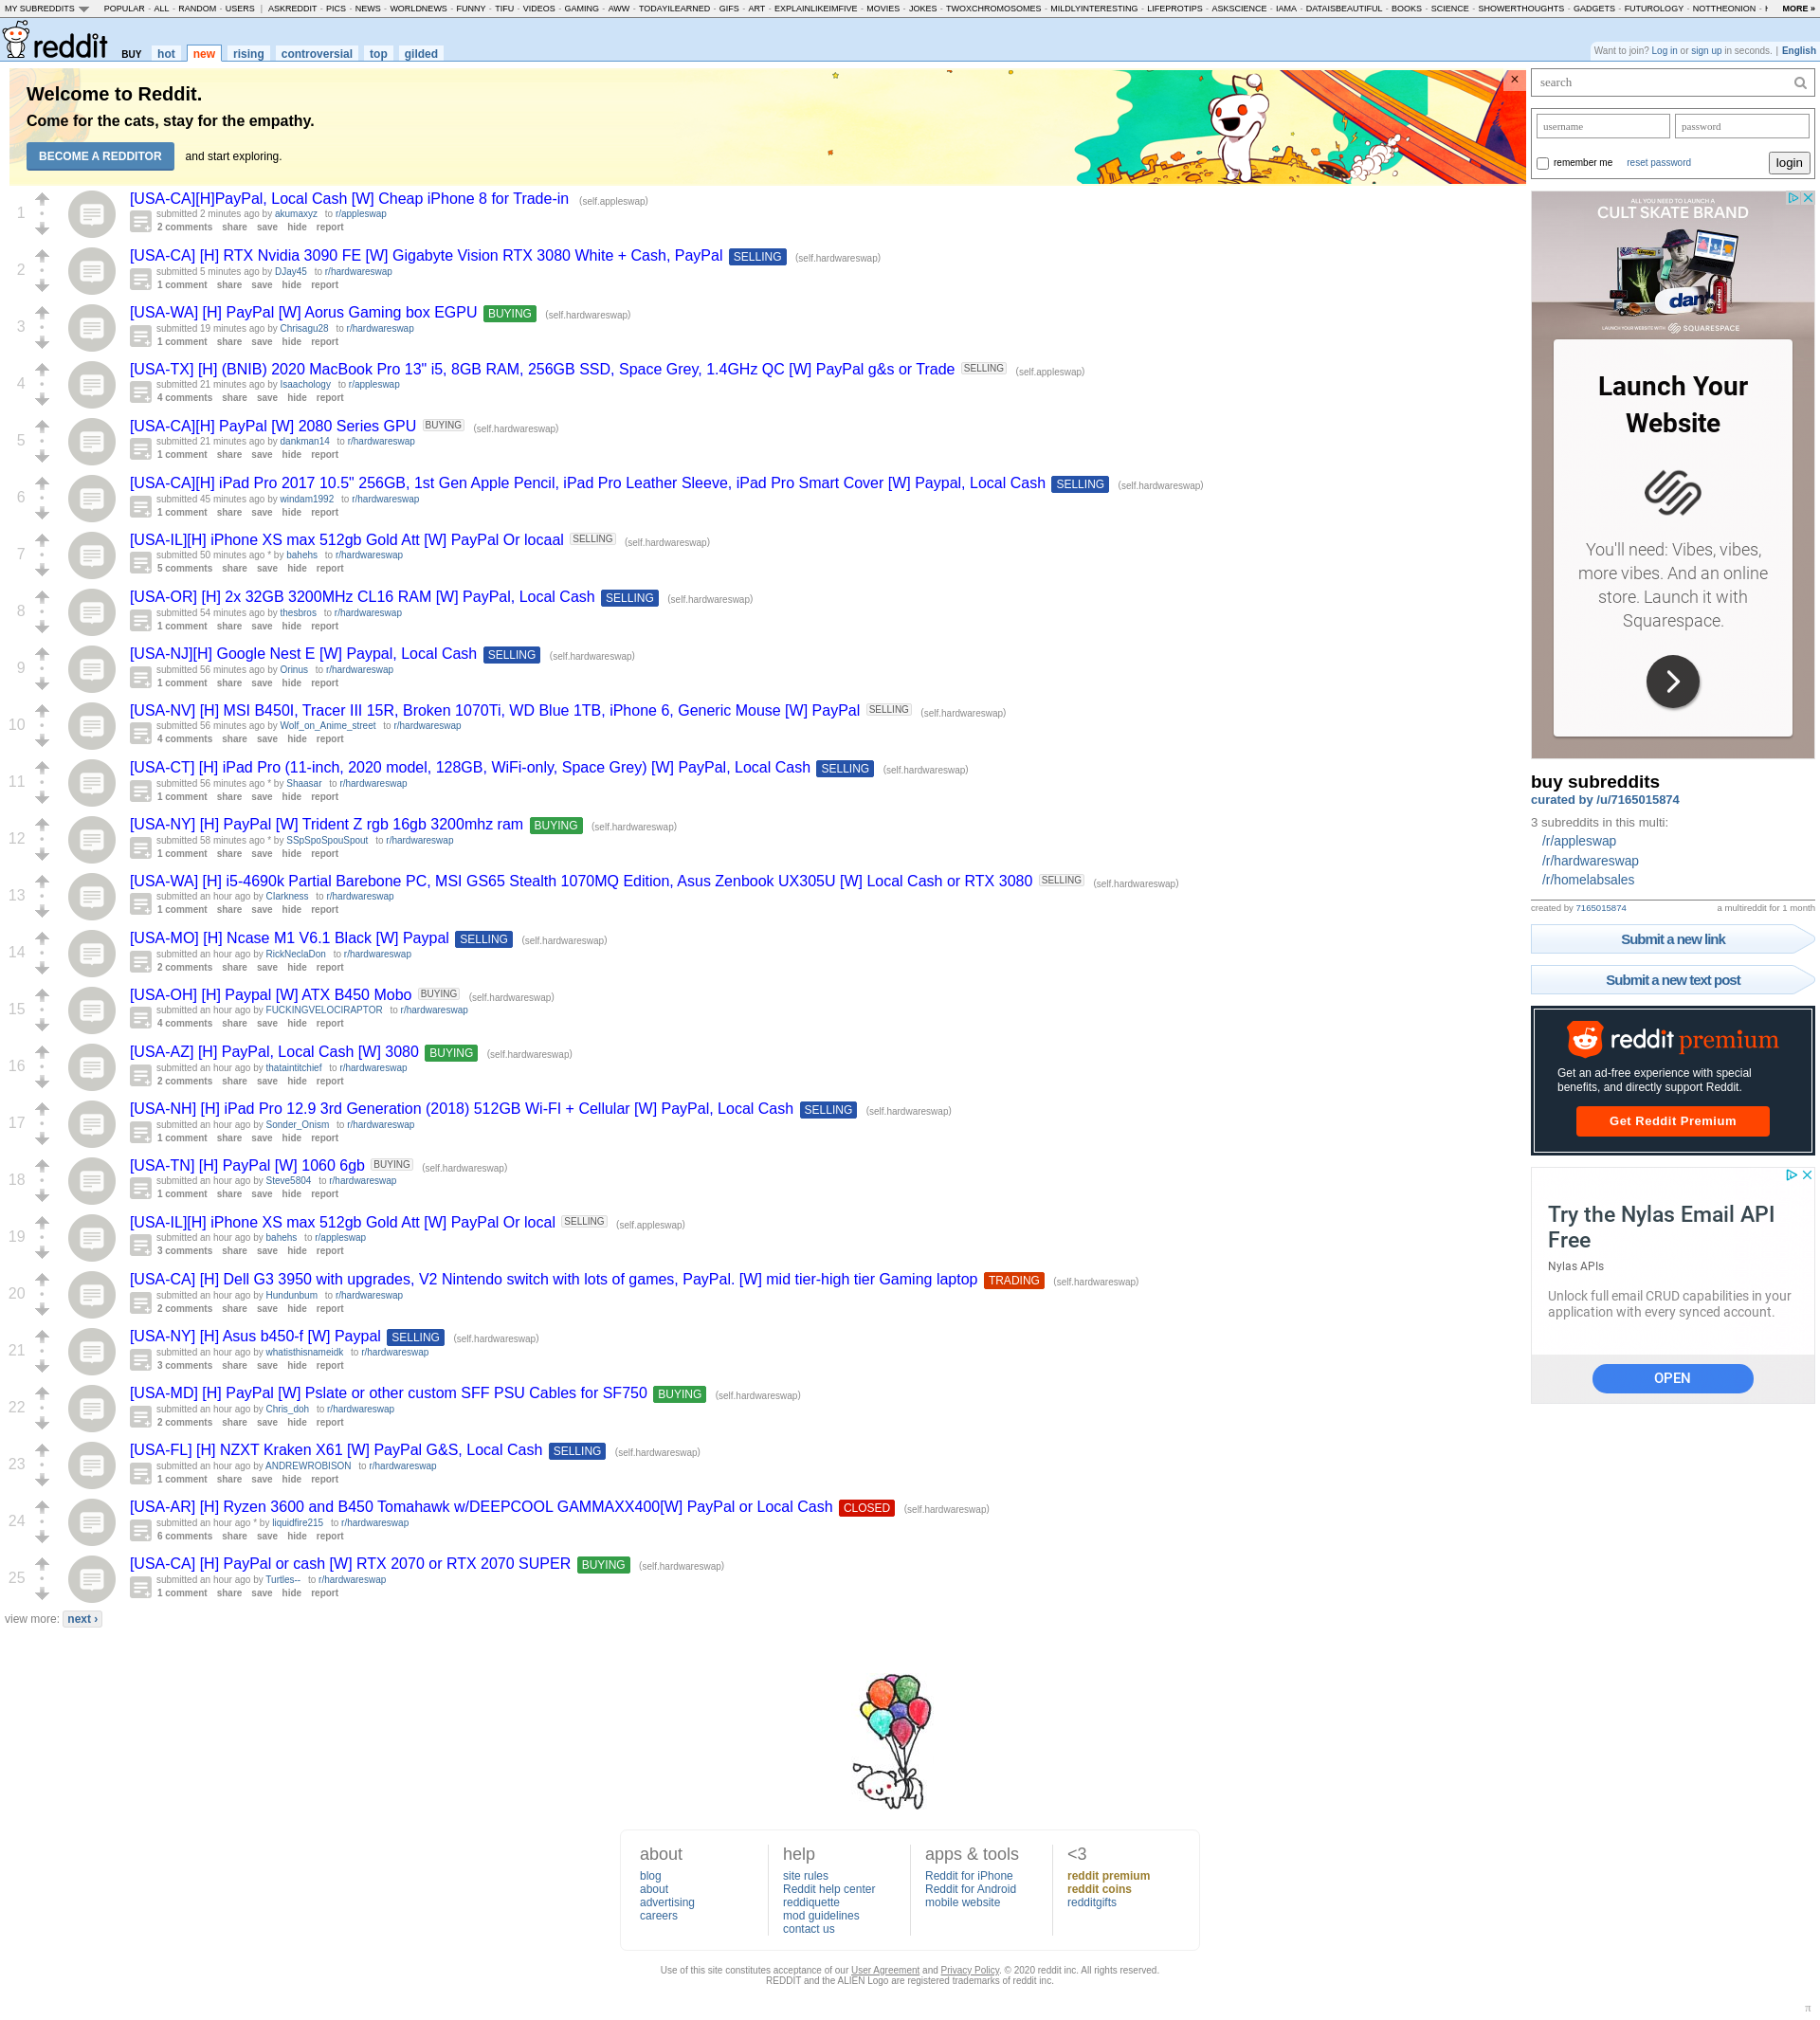 MY SUBREDDITS POPULAR - ALL - RANDOM - USERS | ASKREDDIT - PICS - NEWS - WORLDNEWS - FUNNY - TIFU - VIDEOS - GAMING - AWW - TODAYILEARNED - GIFS - ART - EXPLAINLIKEIMFIVE - MOVIES - JOKES - TWOXCHROMOSOMES - MILDLYINTERESTING - LIFEPROTIPS - ASKSCIENCE - IAMA - DATAISBEAUTIFUL - BOOKS - SCIENCE - SHOWERTHOUGHTS - GADGETS - FUTUROLOGY - NOTTHEONION - MORE »
reddit BUY hot new rising controversial top gilded
Want to join? Log in or sign up in seconds. | English
Welcome to Reddit.
Come for the cats, stay for the empathy.
BECOME A REDDITOR and start exploring.
×
1
[USA-CA][H]PayPal, Local Cash [W] Cheap iPhone 8 for Trade-in (self.appleswap)
submitted 2 minutes ago by akumaxyz to r/appleswap
2 comments share save hide report
2
[USA-CA] [H] RTX Nvidia 3090 FE [W] Gigabyte Vision RTX 3080 White + Cash, PayPal SELLING (self.hardwareswap)
submitted 5 minutes ago by DJay45 to r/hardwareswap
1 comment share save hide report
3
[USA-WA] [H] PayPal [W] Aorus Gaming box EGPU BUYING (self.hardwareswap)
submitted 19 minutes ago by Chrisagu28 to r/hardwareswap
1 comment share save hide report
4
[USA-TX] [H] (BNIB) 2020 MacBook Pro 13" i5, 8GB RAM, 256GB SSD, Space Grey, 1.4GHz QC [W] PayPal g&s or Trade SELLING (self.appleswap)
submitted 21 minutes ago by Isaachology to r/appleswap
4 comments share save hide report
5
[USA-CA][H] PayPal [W] 2080 Series GPU BUYING (self.hardwareswap)
submitted 21 minutes ago by dankman14 to r/hardwareswap
1 comment share save hide report
6
[USA-CA][H] iPad Pro 2017 10.5" 256GB, 1st Gen Apple Pencil, iPad Pro Leather Sleeve, iPad Pro Smart Cover [W] Paypal, Local Cash SELLING (self.hardwareswap)
submitted 45 minutes ago by windam1992 to r/hardwareswap
1 comment share save hide report
7
[USA-IL][H] iPhone XS max 512gb Gold Att [W] PayPal Or locaal SELLING (self.hardwareswap)
submitted 50 minutes ago * by bahehs to r/hardwareswap
5 comments share save hide report
8
[USA-OR] [H] 2x 32GB 3200MHz CL16 RAM [W] PayPal, Local Cash SELLING (self.hardwareswap)
submitted 54 minutes ago by thesbros to r/hardwareswap
1 comment share save hide report
9
[USA-NJ][H] Google Nest E [W] Paypal, Local Cash SELLING (self.hardwareswap)
submitted 56 minutes ago by Orinus to r/hardwareswap
1 comment share save hide report
10
[USA-NV] [H] MSI B450I, Tracer III 15R, Broken 1070Ti, WD Blue 1TB, iPhone 6, Generic Mouse [W] PayPal SELLING (self.hardwareswap)
submitted 56 minutes ago by Wolf_on_Anime_street to r/hardwareswap
4 comments share save hide report
11
[USA-CT] [H] iPad Pro (11-inch, 2020 model, 128GB, WiFi-only, Space Grey) [W] PayPal, Local Cash SELLING (self.hardwareswap)
submitted 56 minutes ago * by Shaasar to r/hardwareswap
1 comment share save hide report
12
[USA-NY] [H] PayPal [W] Trident Z rgb 16gb 3200mhz ram BUYING (self.hardwareswap)
submitted 58 minutes ago * by SSpSpoSpouSpout to r/hardwareswap
1 comment share save hide report
13
[USA-WA] [H] i5-4690k Partial Barebone PC, MSI GS65 Stealth 1070MQ Edition, Asus Zenbook UX305U [W] Local Cash or RTX 3080 SELLING (self.hardwareswap)
submitted an hour ago by Clarkness to r/hardwareswap
1 comment share save hide report
14
[USA-MO] [H] Ncase M1 V6.1 Black [W] Paypal SELLING (self.hardwareswap)
submitted an hour ago by RickNeclaDon to r/hardwareswap
2 comments share save hide report
15
[USA-OH] [H] Paypal [W] ATX B450 Mobo BUYING (self.hardwareswap)
submitted an hour ago by FUCKINGVELOCIRAPTOR to r/hardwareswap
4 comments share save hide report
16
[USA-AZ] [H] PayPal, Local Cash [W] 3080 BUYING (self.hardwareswap)
submitted an hour ago by thataintitchief to r/hardwareswap
2 comments share save hide report
17
[USA-NH] [H] iPad Pro 12.9 3rd Generation (2018) 512GB Wi-FI + Cellular [W] PayPal, Local Cash SELLING (self.hardwareswap)
submitted an hour ago by Sonder_Onism to r/hardwareswap
1 comment share save hide report
18
[USA-TN] [H] PayPal [W] 1060 6gb BUYING (self.hardwareswap)
submitted an hour ago by Steve5804 to r/hardwareswap
1 comment share save hide report
19
[USA-IL][H] iPhone XS max 512gb Gold Att [W] PayPal Or local SELLING (self.appleswap)
submitted an hour ago by bahehs to r/appleswap
3 comments share save hide report
20
[USA-CA] [H] Dell G3 3950 with upgrades, V2 Nintendo switch with lots of games, PayPal. [W] mid tier-high tier Gaming laptop TRADING (self.hardwareswap)
submitted an hour ago by Hundunbum to r/hardwareswap
2 comments share save hide report
21
[USA-NY] [H] Asus b450-f [W] Paypal SELLING (self.hardwareswap)
submitted an hour ago by whatisthisnameidk to r/hardwareswap
3 comments share save hide report
22
[USA-MD] [H] PayPal [W] Pslate or other custom SFF PSU Cables for SF750 BUYING (self.hardwareswap)
submitted an hour ago by Chris_doh to r/hardwareswap
2 comments share save hide report
23
[USA-FL] [H] NZXT Kraken X61 [W] PayPal G&S, Local Cash SELLING (self.hardwareswap)
submitted an hour ago by ANDREWROBISON to r/hardwareswap
1 comment share save hide report
24
[USA-AR] [H] Ryzen 3600 and B450 Tomahawk w/DEEPCOOL GAMMAXX400[W] PayPal or Local Cash CLOSED (self.hardwareswap)
submitted an hour ago * by liquidfire215 to r/hardwareswap
6 comments share save hide report
25
[USA-CA] [H] PayPal or cash [W] RTX 2070 or RTX 2070 SUPER BUYING (self.hardwareswap)
submitted an hour ago by Turtles-- to r/hardwareswap
1 comment share save hide report
view more: next ›
search
username password
remember me reset password login
ALL YOU NEED TO LAUNCH A
CULT SKATE BRAND
dan
LAUNCH YOUR WEBSITE WITH SQUARESPACE
Launch Your
Website
You'll need: Vibes, vibes,
more vibes. And an online
store. Launch it with
Squarespace.
buy subreddits
curated by /u/7165015874
3 subreddits in this multi:
/r/appleswap
/r/hardwareswap
/r/homelabsales
created by 7165015874 a multireddit for 1 month
Submit a new link
Submit a new text post
reddit premium
Get an ad-free experience with special
benefits, and directly support Reddit.
Get Reddit Premium
Try the Nylas Email API
Free
Nylas APIs
Unlock full email CRUD capabilities in your
application with every synced account.
OPEN
about
blog
about
advertising
careers
help
site rules
Reddit help center
reddiquette
mod guidelines
contact us
apps & tools
Reddit for iPhone
Reddit for Android
mobile website
<3
reddit premium
reddit coins
redditgifts
Use of this site constitutes acceptance of our User Agreement and Privacy Policy. © 2020 reddit inc. All rights reserved.
REDDIT and the ALIEN Logo are registered trademarks of reddit inc.
π